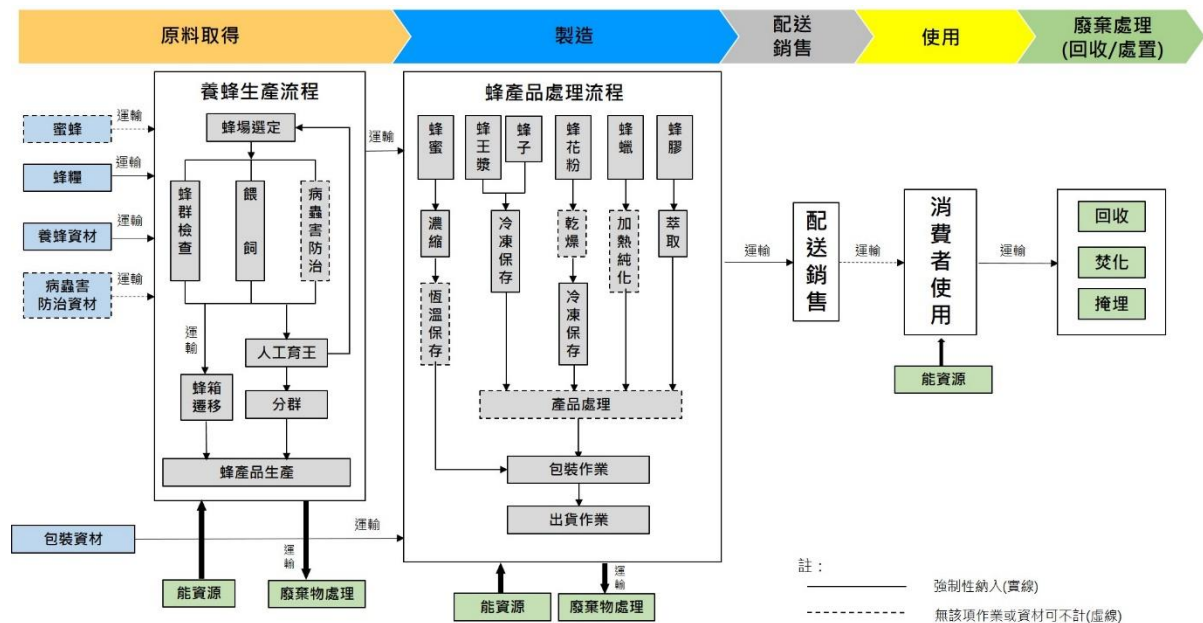 原料取得
製造
配送
銷售
使用
廢棄處理
(回收/處置)
養蜂生產流程
蜜蜂
運輸
蜂糧
運輸
養蜂資材
運輸
病蟲害
防治資材
運輸
蜂場選定
蜂群檢查
餵飼
病蟲害防治
運輸
人工育王
蜂箱
遷移
分群
蜂產品生產
包裝資材
運輸
能資源
運輸
廢棄物處理
運輸
蜂產品處理流程
蜂蜜
蜂王漿
蜂子
蜂花粉
蜂蠟
蜂膠
濃縮
冷凍保存
乾燥
加熱純化
萃取
恆溫保存
冷凍保存
產品處理
包裝作業
出貨作業
能資源
運輸
廢棄物處理
運輸
配送銷售
運輸
消費者使用
能資源
運輸
回收
焚化
掩埋
註：
強制性納入(實線)
無該項作業或資材可不計(虛線)